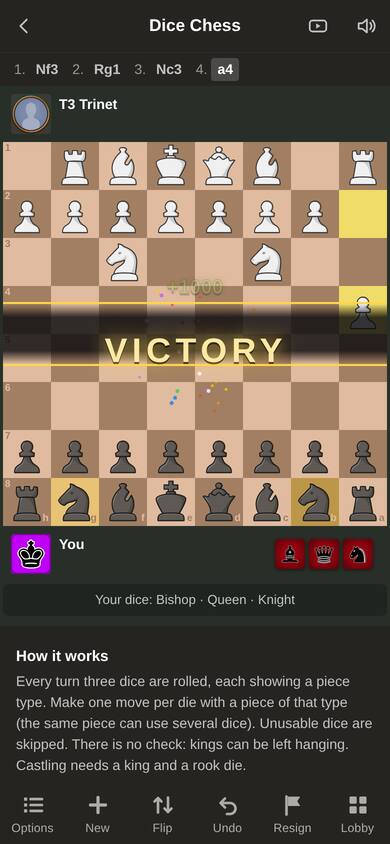 Dice Chess
1. Nf3 2. Rg1 3. Nc3 4. a4
T3 Trinet
1
2
3
+1000
4
VICTORY
5
6
7
8
h g f e d c b a
You
Your dice: Bishop · Queen · Knight
How it works
Every turn three dice are rolled, each showing a piece
type. Make one move per die with a piece of that type
(the same piece can use several dice). Unusable dice are
skipped. There is no check: kings can be left hanging.
Castling needs a king and a rook die.
Options New Flip Undo Resign Lobby